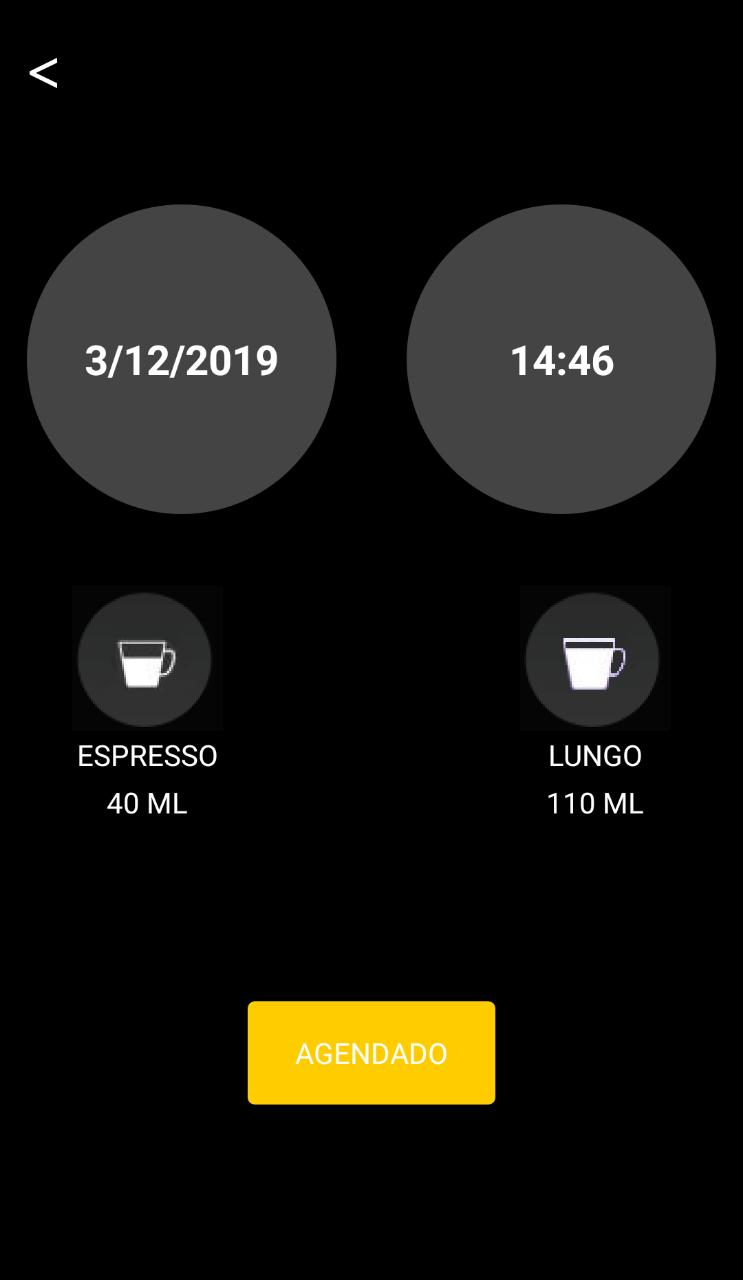 <
3/12/2019
14:46
ESPRESSO
40 ML
LUNGO
110 ML
AGENDADO